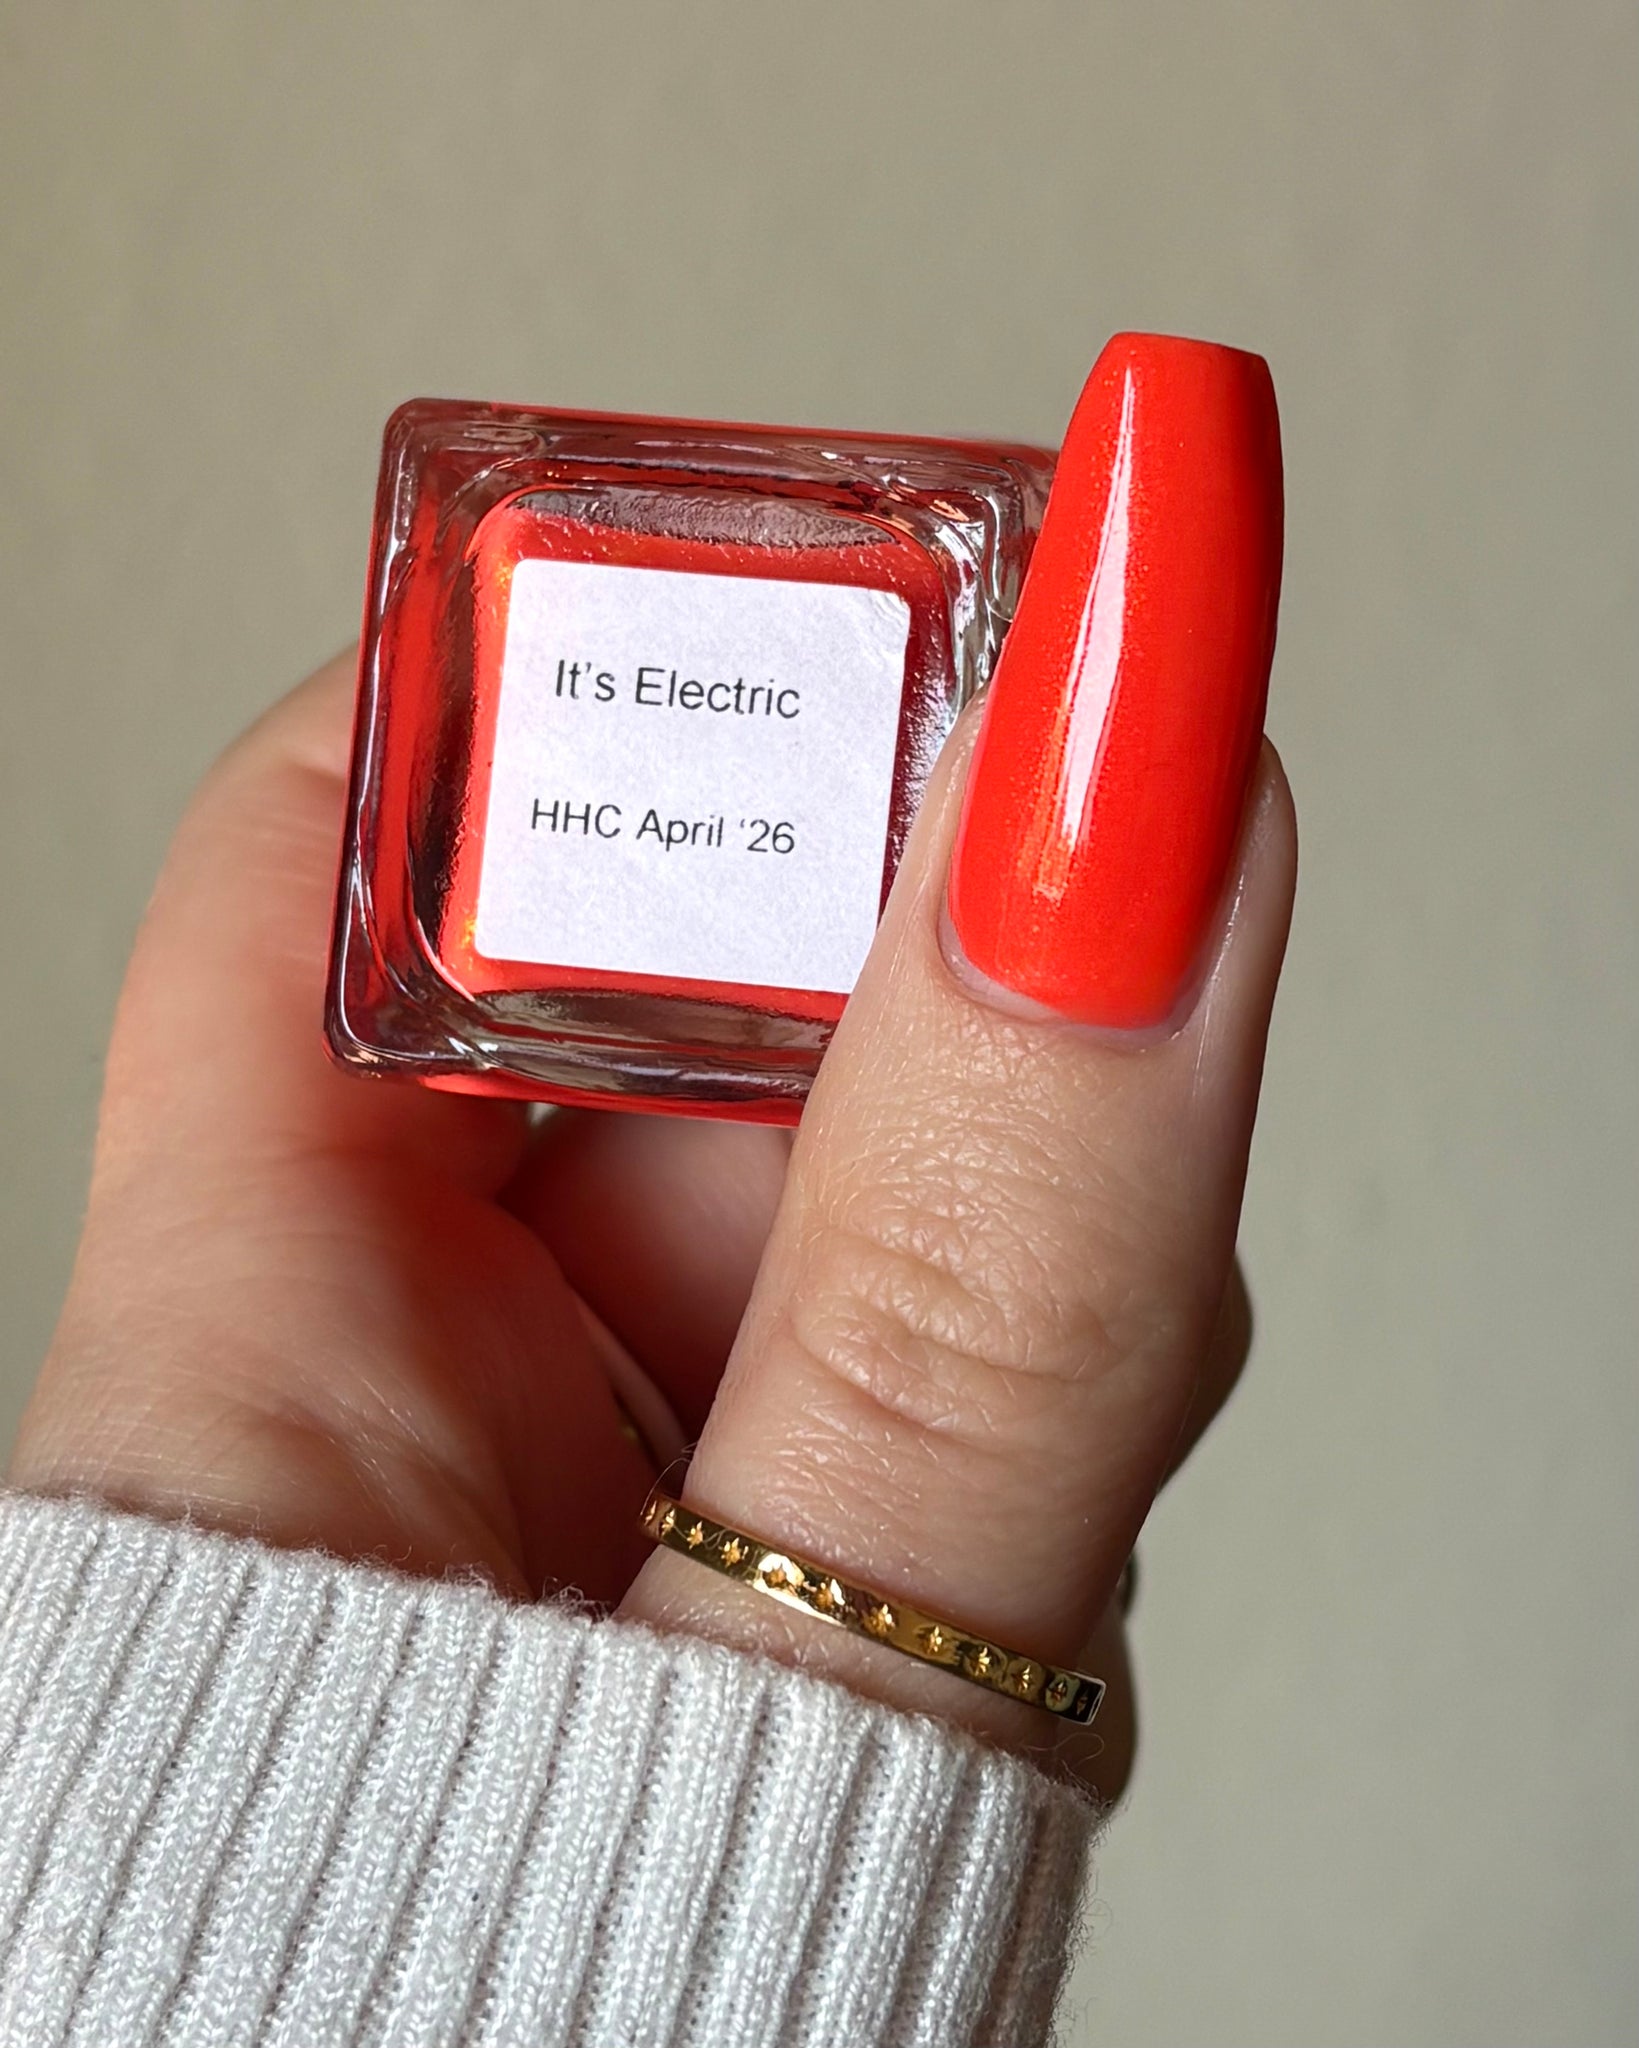 It's Electric
HHC April ‘26